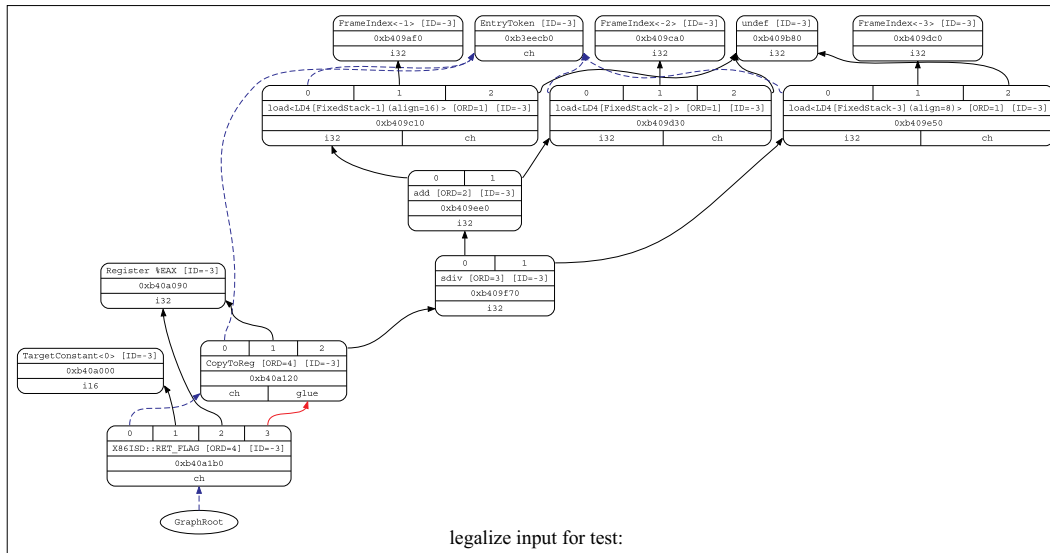 FrameIndex<-1> [ID=-3]
0xb409af0
i32
EntryToken [ID=-3]
0xb3eecb0
ch
FrameIndex<-2> [ID=-3]
0xb409ca0
i32
undef [ID=-3]
0xb409b80
i32
FrameIndex<-3> [ID=-3]
0xb409dc0
i32
0 1 2
load<LD4[FixedStack-1](align=16)> [ORD=1] [ID=-3]
0xb409c10
i32 ch
0 1 2
load<LD4[FixedStack-2]> [ORD=1] [ID=-3]
0xb409d30
i32 ch
0 1 2
load<LD4[FixedStack-3](align=8)> [ORD=1] [ID=-3]
0xb409e50
i32 ch
0 1
add [ORD=2] [ID=-3]
0xb409ee0
i32
0 1
sdiv [ORD=3] [ID=-3]
0xb409f70
i32
Register %EAX [ID=-3]
0xb40a090
i32
0 1 2
CopyToReg [ORD=4] [ID=-3]
0xb40a120
ch glue
TargetConstant<0> [ID=-3]
0xb40a000
i16
0 1 2 3
X86ISD::RET_FLAG [ORD=4] [ID=-3]
0xb40a1b0
ch
GraphRoot
legalize input for test: